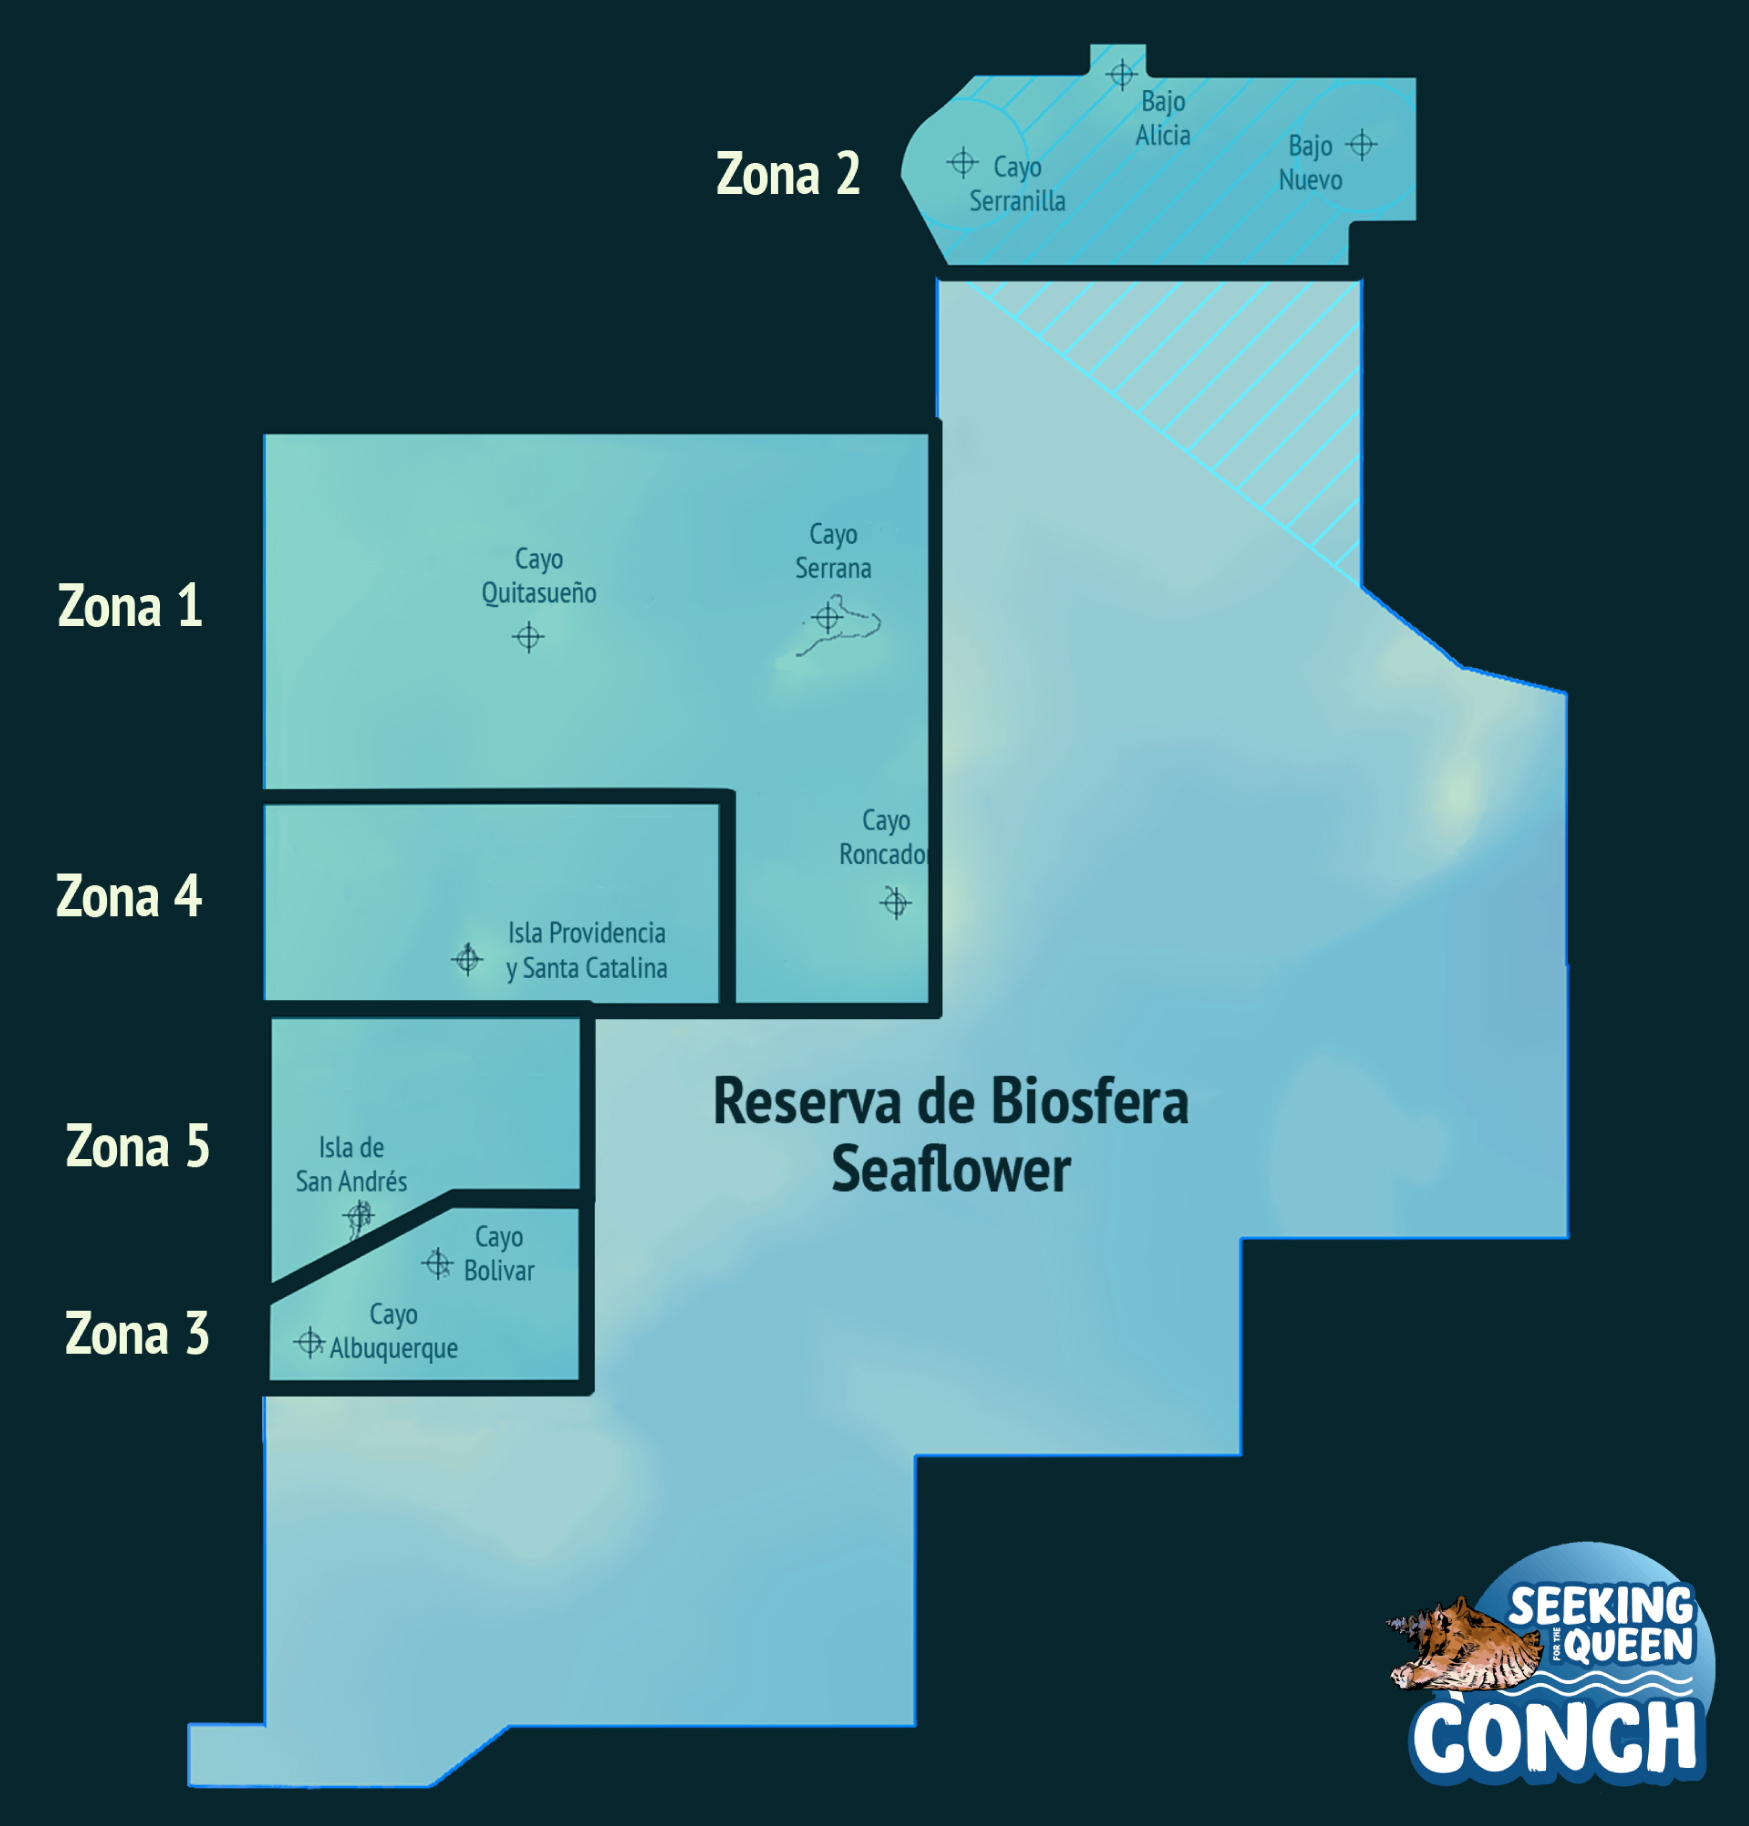 Zona 2
Bajo
Alicia
Bajo
Nuevo
Cayo
Serranilla
Zona 1
Cayo
Quitasueño
Cayo
Serrana
Cayo
Roncador
Zona 4
Isla Providencia
y Santa Catalina
Reserva de Biosfera
Seaflower
Zona 5
Isla de
San Andrés
Cayo
Bolivar
Zona 3
Cayo
Albuquerque
SEEKING
FOR THE
QUEEN
CONCH